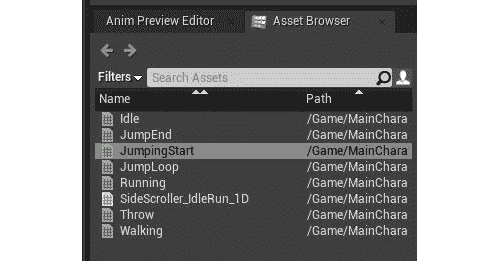 Anim Preview Editor Asset Browser
Filters Search Assets
Name Path
Idle /Game/MainChara
JumpEnd /Game/MainChara
JumpingStart /Game/MainChara
JumpLoop /Game/MainChara
Running /Game/MainChara
SideScroller_IdleRun_1D /Game/MainChara
Throw /Game/MainChara
Walking /Game/MainChara